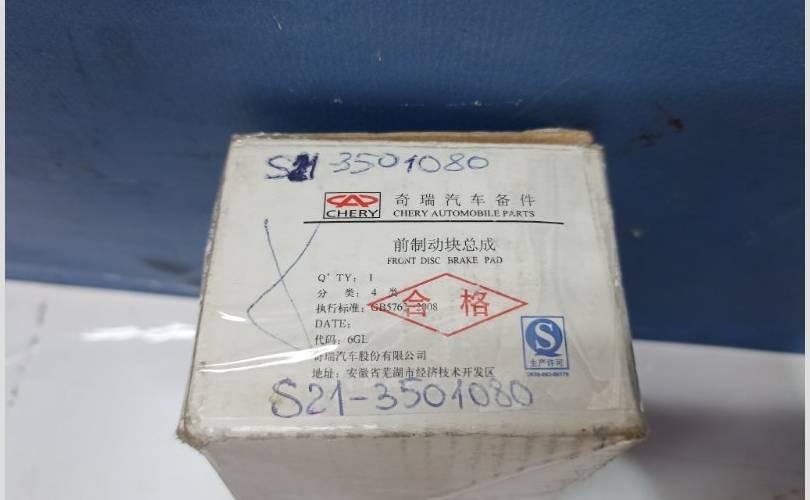 S21-3501080
CHERY
奇瑞汽车备件
CHERY AUTOMOBILE PARTS
前制动块总成
FRONT DISC BRAKE PAD
Q'TY: 1
分 类: 4 类
执行标准: GB5763-2008
合 格
DATE:
代码: 6GL
奇瑞汽车股份有限公司
地址: 安徽省芜湖市经济技术开发区
S
生产许可
S21-3501080